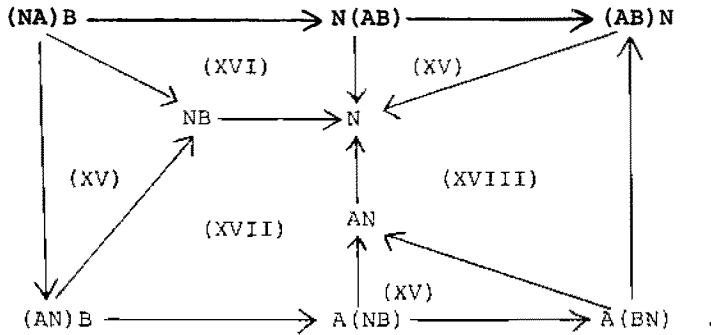 (NA)B N(AB) (AB)N
(XVI) (XV)
NB N
(XV) (XVIII)
AN
(XVII)
(XV)
(AN)B A(NB) A(BN) .